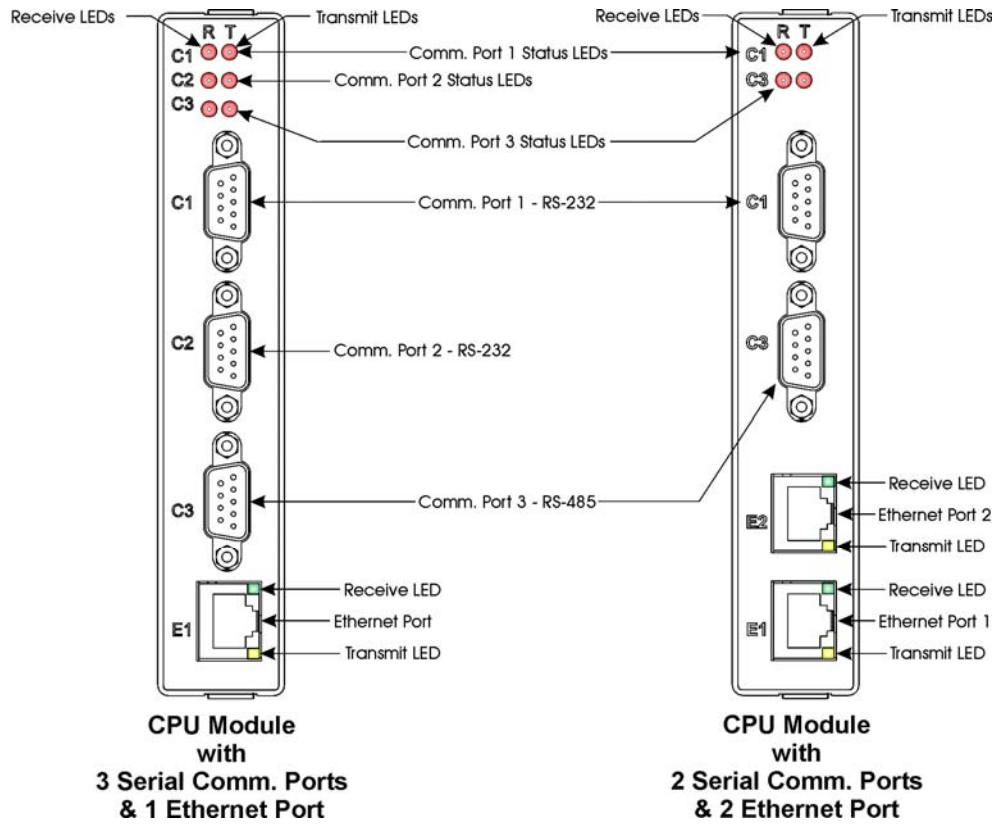 Receive LEDs
Transmit LEDs
Receive LEDs
Transmit LEDs
R T
R T
C1
Comm. Port 1 Status LEDs
C1
C2
Comm. Port 2 Status LEDs
C3
C3
Comm. Port 3 Status LEDs
C1
Comm. Port 1 - RS-232
C1
C2
Comm. Port 2 - RS-232
C3
C3
Comm. Port 3 - RS-485
Receive LED
E2
Ethernet Port 2
Transmit LED
Receive LED
E1
Ethernet Port
Transmit LED
Receive LED
E1
Ethernet Port 1
Transmit LED
CPU Module
with
3 Serial Comm. Ports
& 1 Ethernet Port
CPU Module
with
2 Serial Comm. Ports
& 2 Ethernet Port